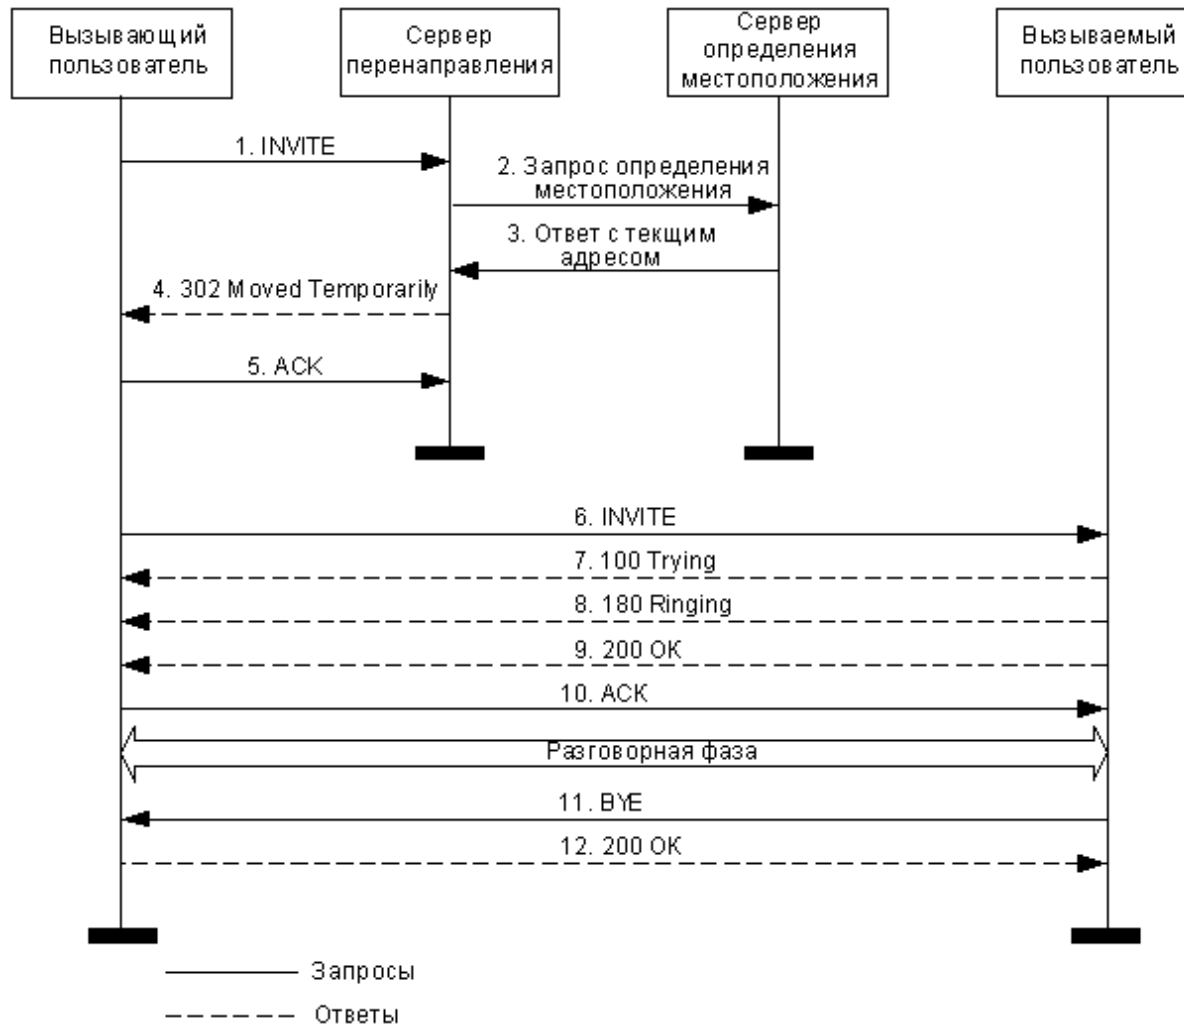 Вызывающий
пользователь
Сервер
перенаправления
Сервер
определения
местоположения
Вызываемый
пользователь
1. INVITE
2. Запрос определения
местоположения
3. Ответ с текщим
адресом
4. 302 Moved Temporarily
5. ACK
6. INVITE
7. 100 Trying
8. 180 Ringing
9. 200 OK
10. ACK
Разговорная фаза
11. BYE
12. 200 OK
Запросы
Ответы